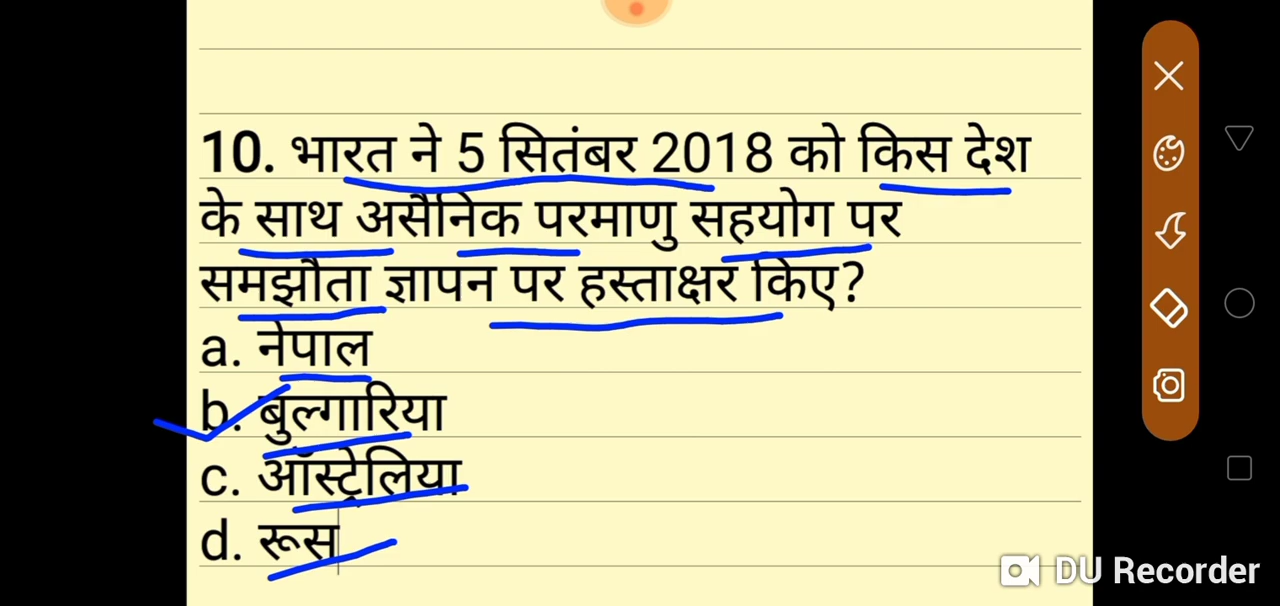 10. भारत ने 5 सितंबर 2018 को किस देश
के साथ असैनिक परमाणु सहयोग पर
समझौता ज्ञापन पर हस्ताक्षर किए?
a. नेपाल
b. बुल्गारिया
c. ऑस्ट्रेलिया
d. रूस
DU Recorder